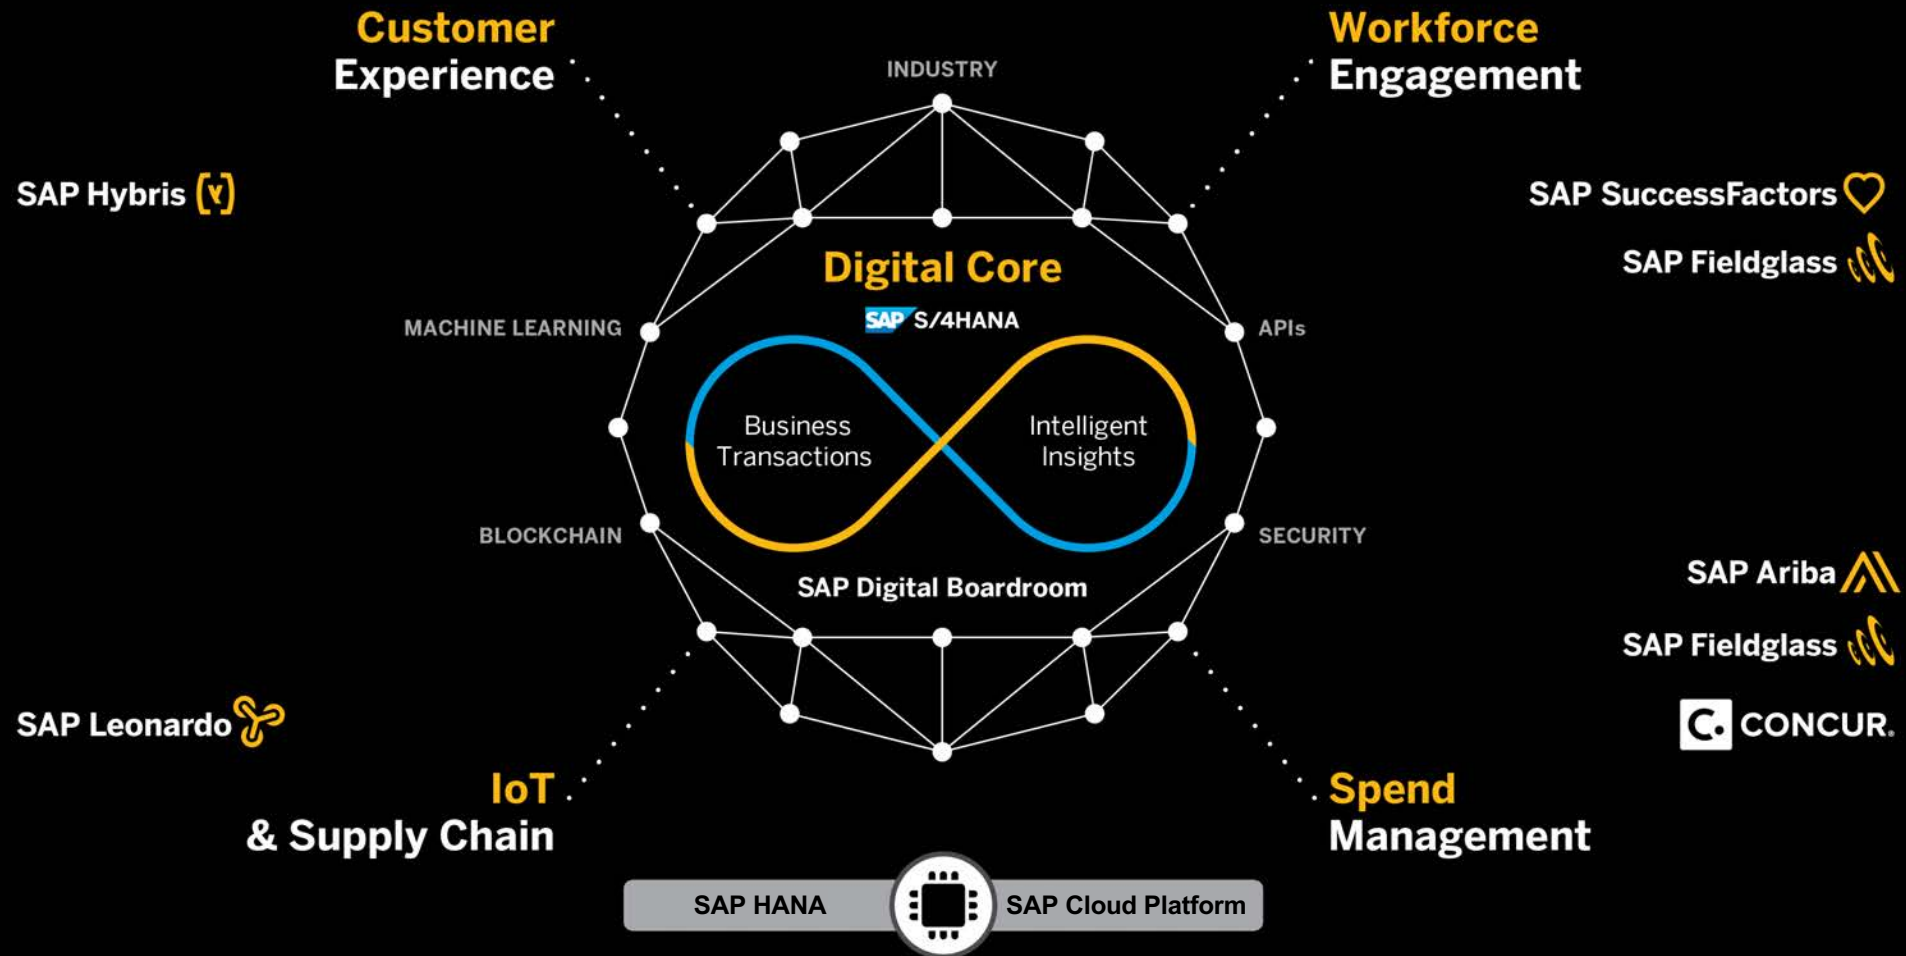 Customer
Experience
Workforce
Engagement
INDUSTRY
SAP Hybris
SAP SuccessFactors
SAP Fieldglass
Digital Core
SAP S/4HANA
MACHINE LEARNING
APIs
Business
Transactions
Intelligent
Insights
BLOCKCHAIN
SECURITY
SAP Digital Boardroom
SAP Ariba
SAP Fieldglass
C. CONCUR.
SAP Leonardo
IoT
& Supply Chain
Spend
Management
SAP HANA
SAP Cloud Platform